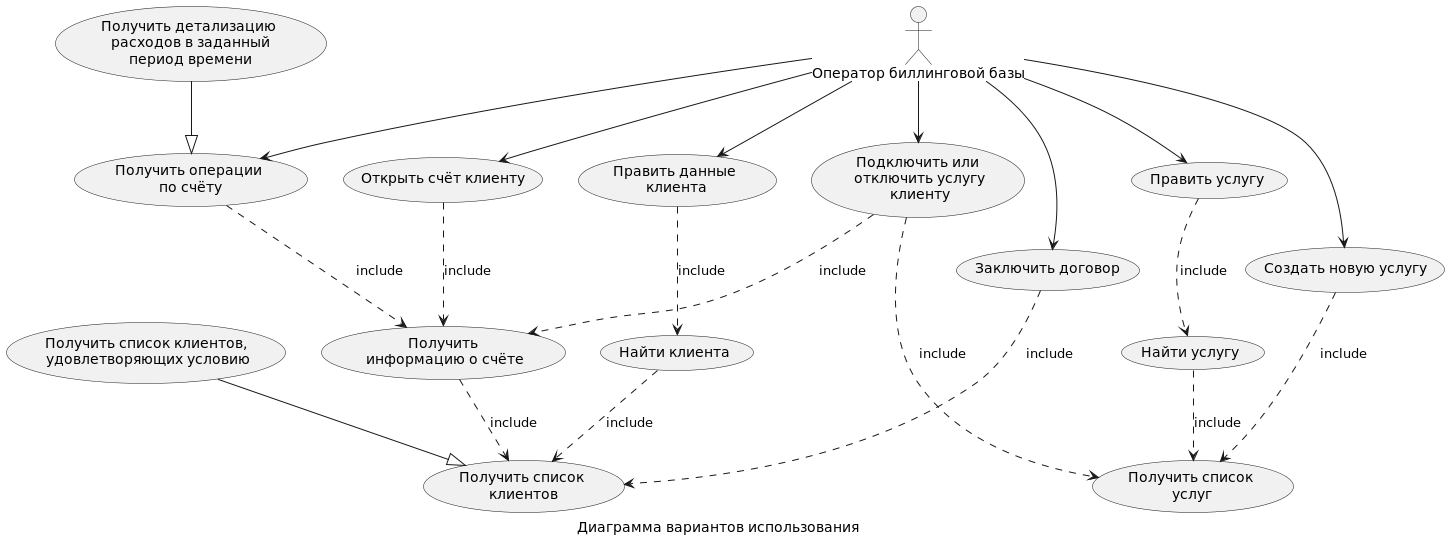 Получить детализацию
расходов в заданный
период времени
Оператор биллинговой базы
Получить операции
по счёту
Открыть счёт клиенту
Править данные
клиента
Подключить или
отключить услугу
клиенту
Править услугу
Заключить договор
Создать новую услугу
include
include
include
include
include
Получить список клиентов,
удовлетворяющих условию
Получить
информацию о счёте
Найти клиента
include
include
Найти услугу
include
include
include
include
Получить список
клиентов
Получить список
услуг
Диаграмма вариантов использования